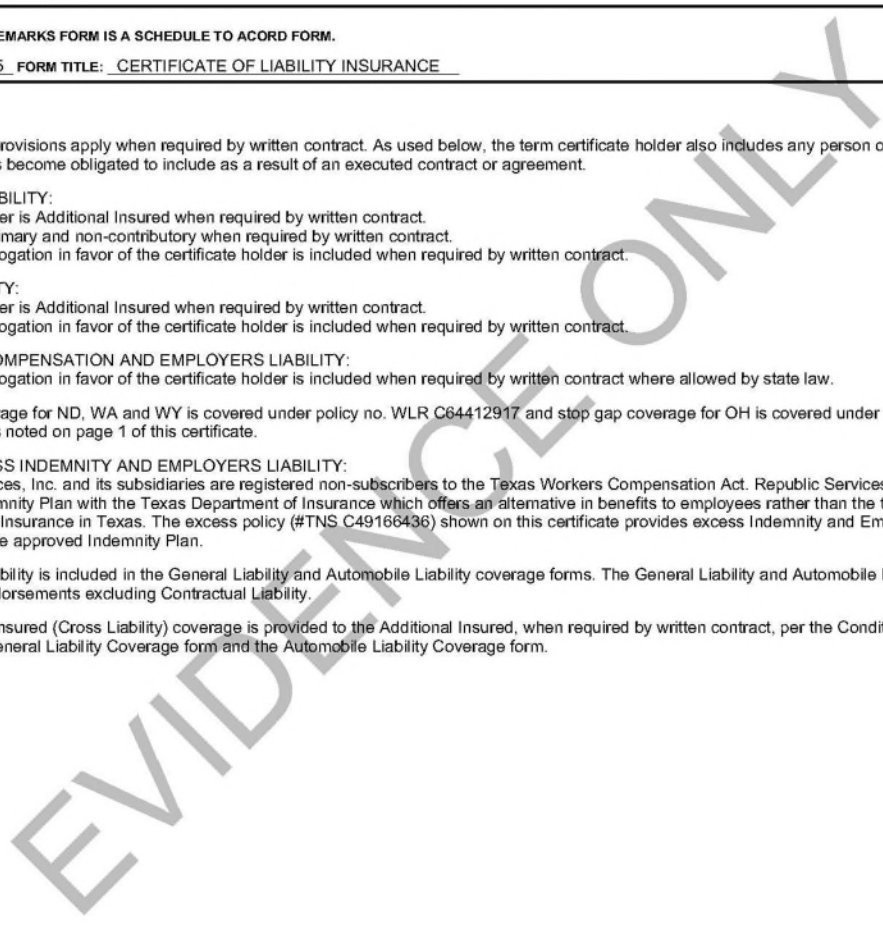 EMARKS FORM IS A SCHEDULE TO ACORD FORM.
FORM TITLE: CERTIFICATE OF LIABILITY INSURANCE
rovisions apply when required by written contract. As used below, the term certificate holder also includes any person o
become obligated to include as a result of an executed contract or agreement.
BILITY:
er is Additional Insured when required by written contract.
mary and non-contributory when required by written contract.
ogation in favor of the certificate holder is included when required by written contract.
TY:
er is Additional Insured when required by written contract.
ogation in favor of the certificate holder is included when required by written contract.
OMPENSATION AND EMPLOYERS LIABILITY:
ogation in favor of the certificate holder is included when required by written contract where allowed by state law.
age for ND, WA and WY is covered under policy no. WLR C64412917 and stop gap coverage for OH is covered under
noted on page 1 of this certificate.
SS INDEMNITY AND EMPLOYERS LIABILITY:
ces, Inc. and its subsidiaries are registered non-subscribers to the Texas Workers Compensation Act. Republic Services
mnity Plan with the Texas Department of Insurance which offers an alternative in benefits to employees rather than the t
Insurance in Texas. The excess policy (#TNS C49166436) shown on this certificate provides excess Indemnity and Em
e approved Indemnity Plan.
bility is included in the General Liability and Automobile Liability coverage forms. The General Liability and Automobile
orsements excluding Contractual Liability.
nsured (Cross Liability) coverage is provided to the Additional Insured, when required by written contract, per the Condit
eneral Liability Coverage form and the Automobile Liability Coverage form.
EVIDENCE ONLY